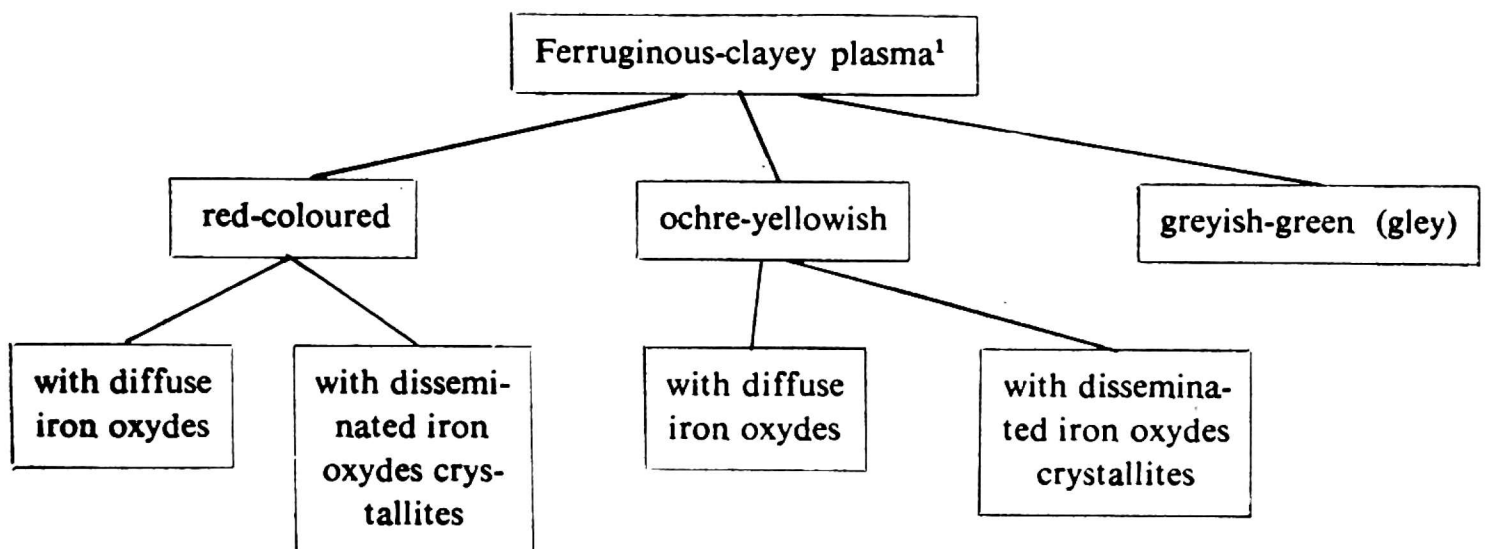 Ferruginous-clayey plasma¹
red-coloured
ochre-yellowish
greyish-green (gley)
with diffuse
iron oxydes
with dissemi-
nated iron
oxydes crys-
tallites
with diffuse
iron oxydes
with dissemina-
ted iron oxydes
crystallites